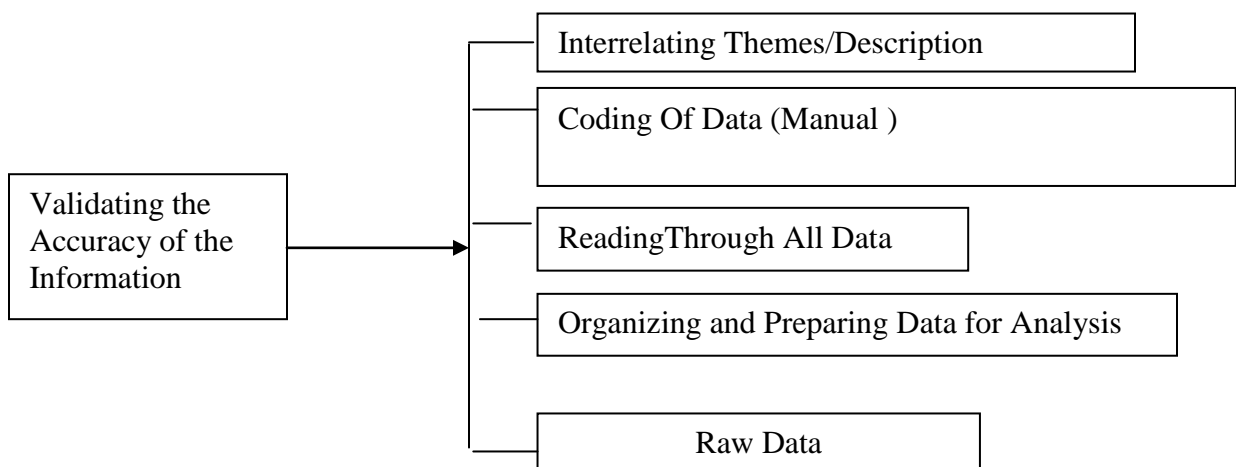 Interrelating Themes/Description
Coding Of Data (Manual )
Validating the
Accuracy of the
Information
ReadingThrough All Data
Organizing and Preparing Data for Analysis
Raw Data